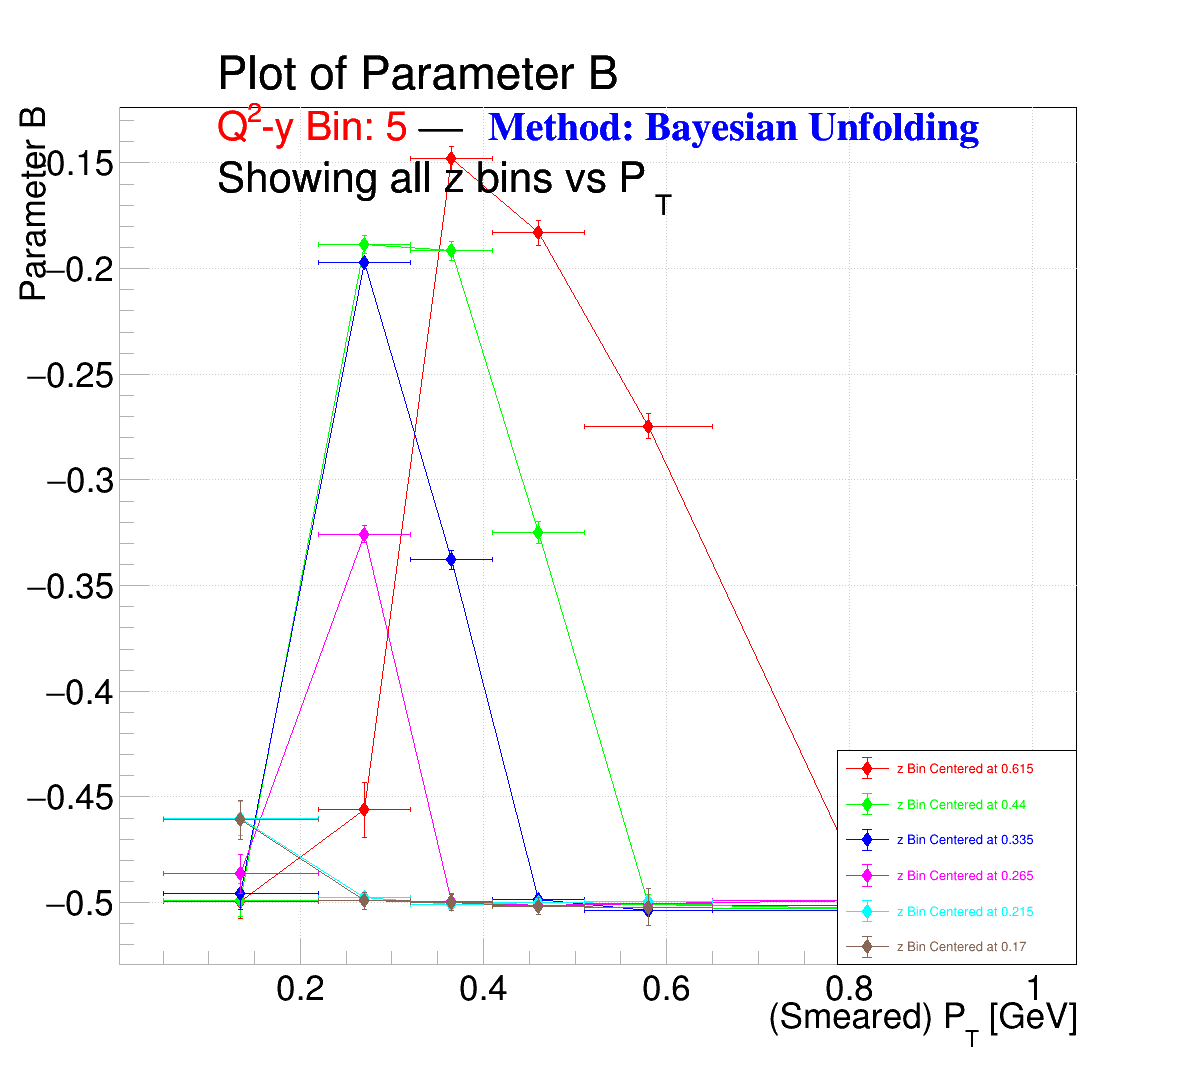 Plot of Parameter B
Q²-y Bin: 5 — Method: Bayesian Unfolding
Showing all z bins vs P_T
Parameter B
−0.15
−0.2
−0.25
−0.3
−0.35
−0.4
−0.45
−0.5
z Bin Centered at 0.615
z Bin Centered at 0.44
z Bin Centered at 0.335
z Bin Centered at 0.265
z Bin Centered at 0.215
z Bin Centered at 0.17
0.2 0.4 0.6 0.8 1
(Smeared) P_T [GeV]